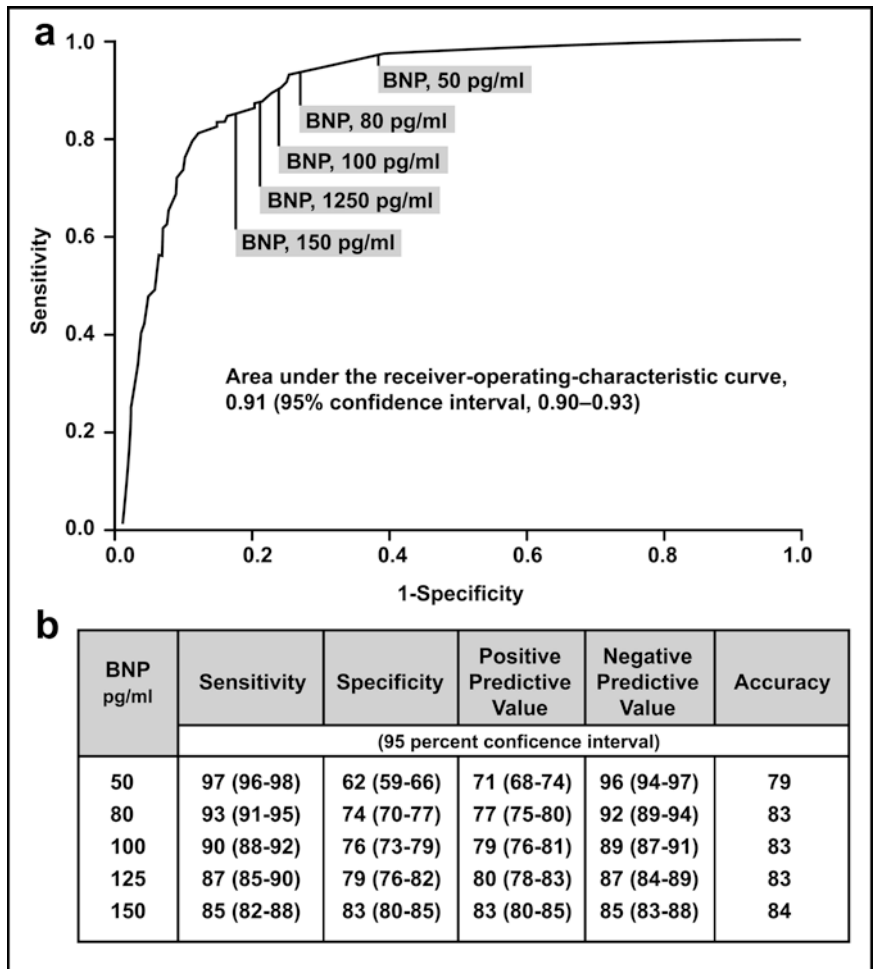 a
1.0
0.8
0.6
0.4
0.2
0.0
Sensitivity
BNP, 50 pg/ml
BNP, 80 pg/ml
BNP, 100 pg/ml
BNP, 1250 pg/ml
BNP, 150 pg/ml
Area under the receiver-operating-characteristic curve,
0.91 (95% confidence interval, 0.90–0.93)
0.0 0.2 0.4 0.6 0.8 1.0
1-Specificity
b
BNP pg/ml Sensitivity Specificity Positive Predictive Value Negative Predictive Value Accuracy
(95 percent conficence interval)
50 97 (96-98) 62 (59-66) 71 (68-74) 96 (94-97) 79
80 93 (91-95) 74 (70-77) 77 (75-80) 92 (89-94) 83
100 90 (88-92) 76 (73-79) 79 (76-81) 89 (87-91) 83
125 87 (85-90) 79 (76-82) 80 (78-83) 87 (84-89) 83
150 85 (82-88) 83 (80-85) 83 (80-85) 85 (83-88) 84